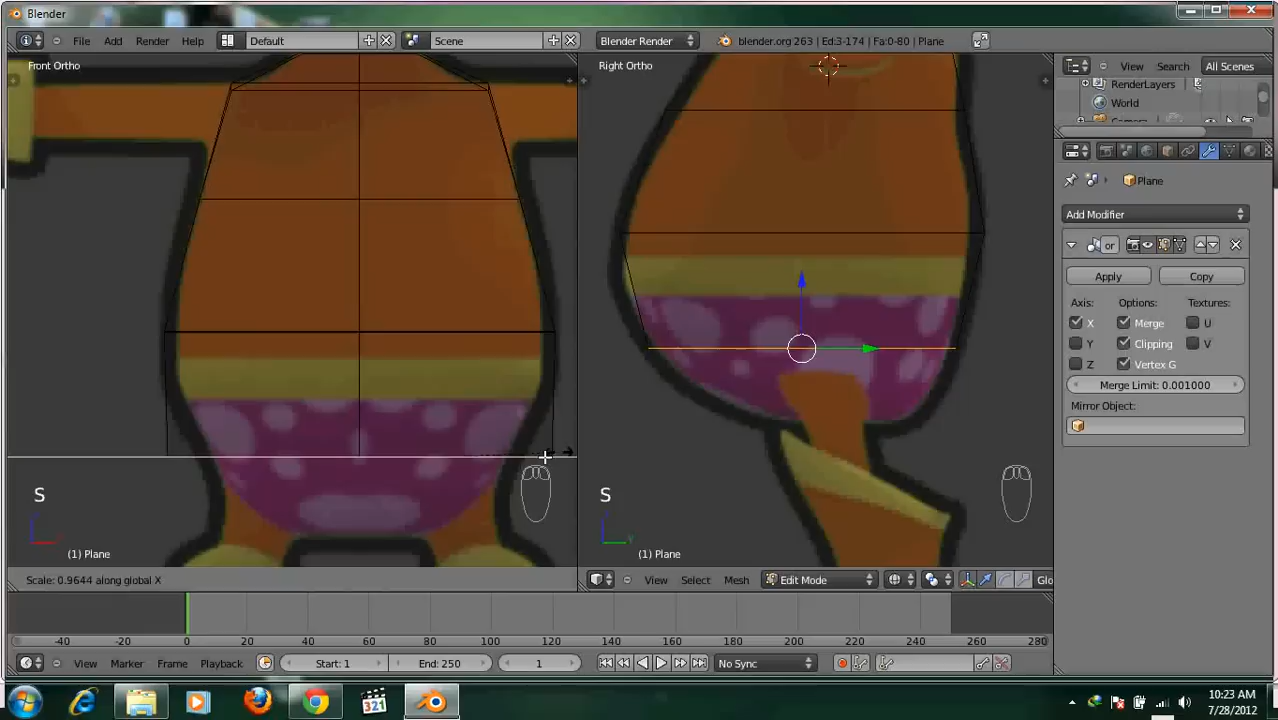 Blender
File Add Render Help Default Scene Blender Render blender.org 263 | Ed:3-174 | Fa:0-80 | Plane View Search All Scenes
Front Ortho
Right Ortho
RenderLayers
World
Camera
Plane
Add Modifier
or
Apply Copy
Axis: Options: Textures:
X Merge U
Y Clipping V
Z Vertex G
Merge Limit: 0.001000
Mirror Object:
S
S
(1) Plane
(1) Plane
Scale: 0.9644 along global X
View Select Mesh Edit Mode Glo
-40 -20 0 20 40 60 80 100 120 140 160 180 200 220 240 260 280
View Marker Frame Playback Start: 1 End: 250 1 No Sync
321
10:23 AM
7/28/2012